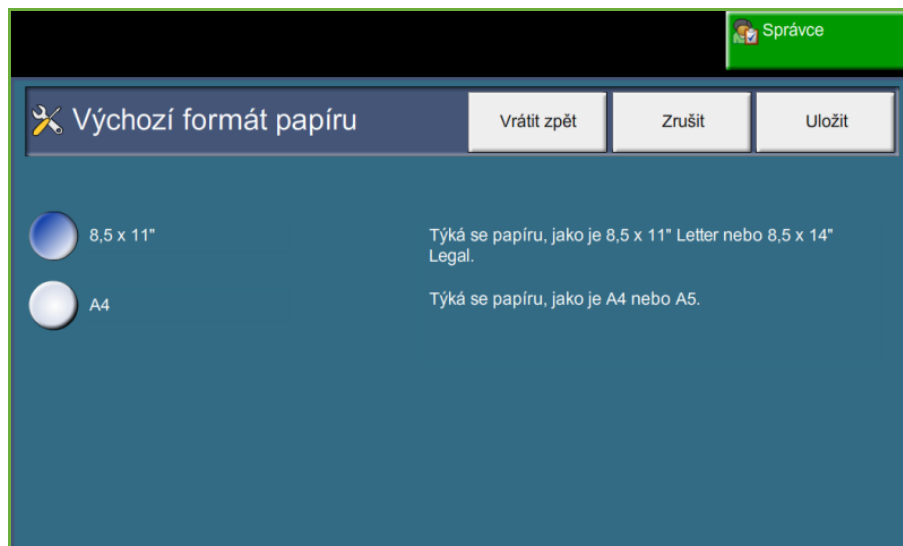 Správce
Výchozí formát papíru
Vrátit zpět
Zrušit
Uložit
8,5 x 11"
Týká se papíru, jako je 8,5 x 11" Letter nebo 8,5 x 14"
Legal.
A4
Týká se papíru, jako je A4 nebo A5.